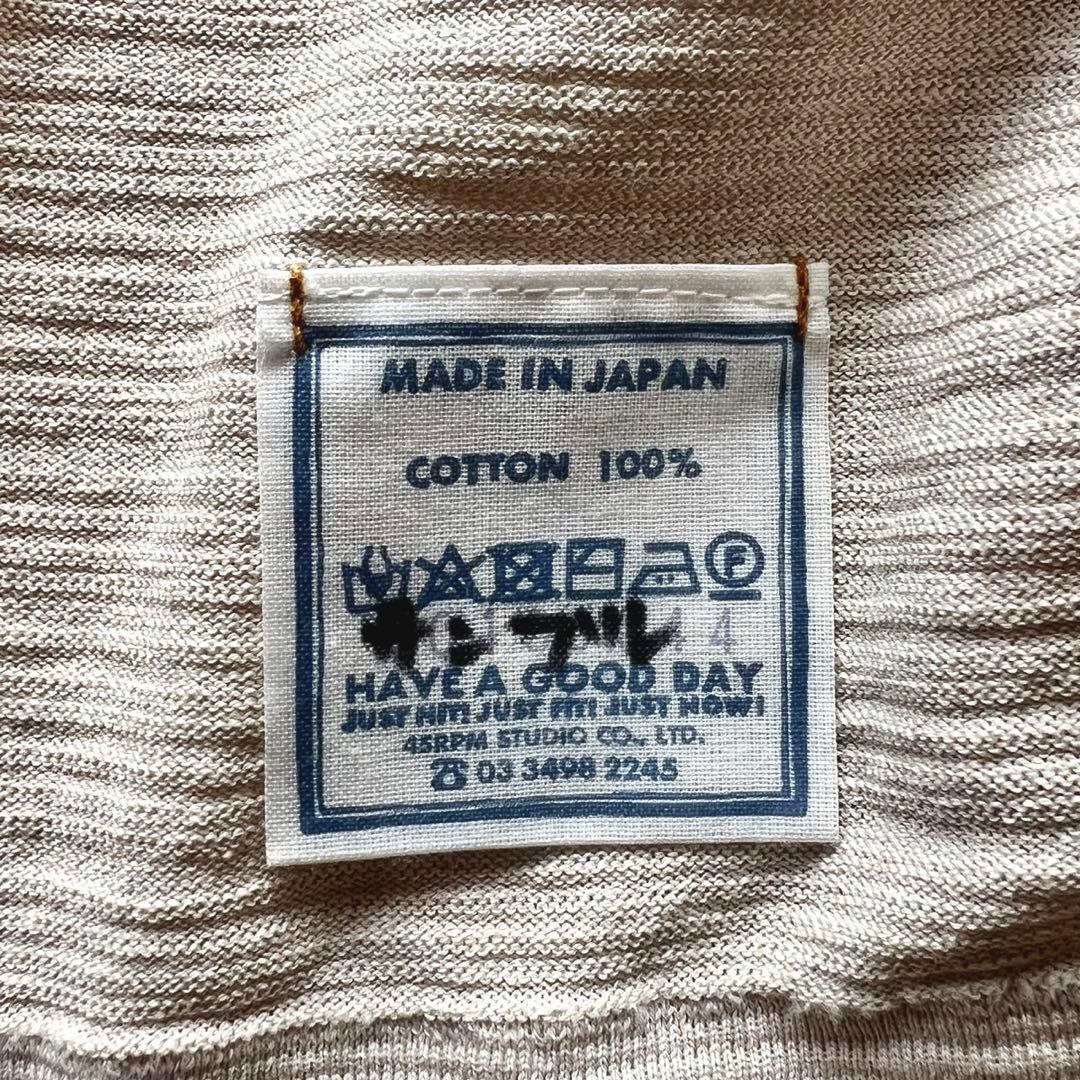 MADE IN JAPAN
COTTON 100%
F
サンプル 4
HAVE A GOOD DAY
JUST HIT! JUST FIT! JUST NOW!
45RPM STUDIO CO., LTD.
☎ 03 3498 2245